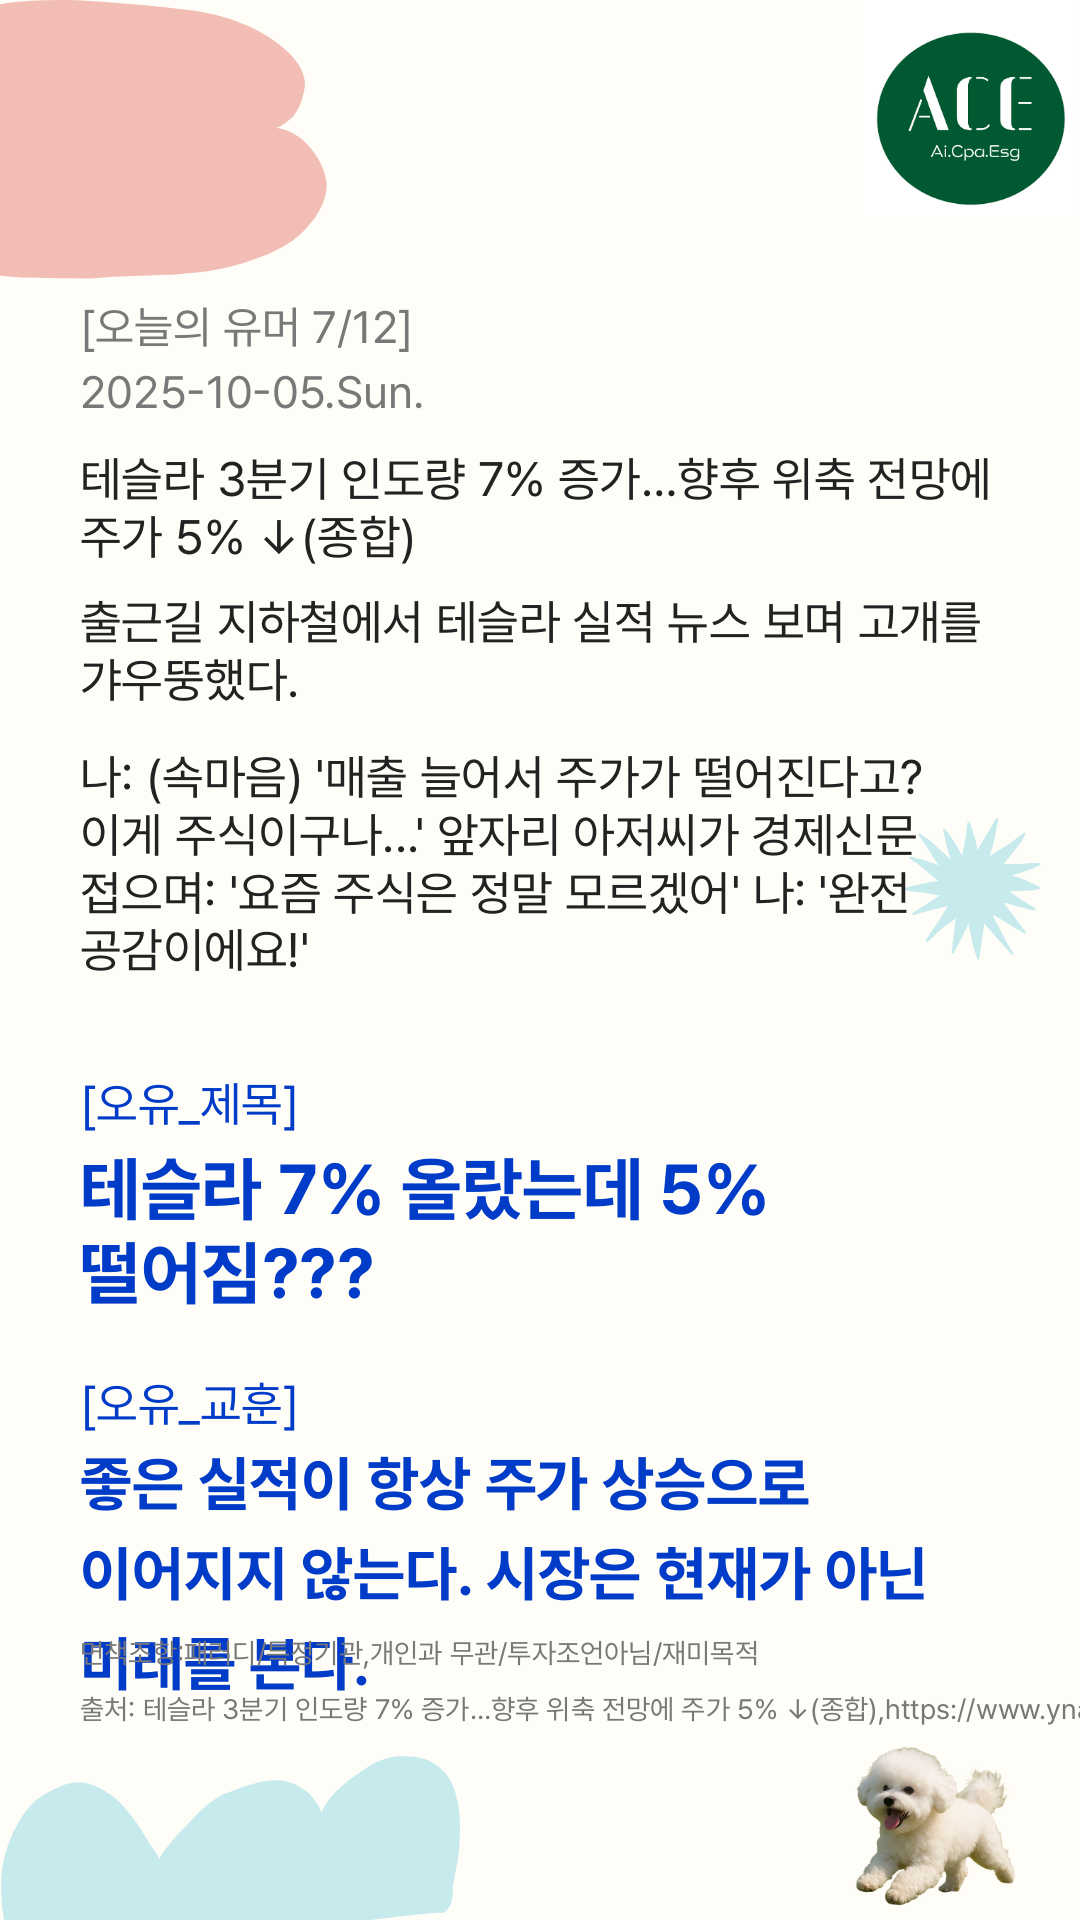 ACE
Ai.Cpa.Esg
[오늘의 유머 7/12]
2025-10-05.Sun.
테슬라 3분기 인도량 7% 증가...향후 위축 전망에
주가 5% ↓(종합)
출근길 지하철에서 테슬라 실적 뉴스 보며 고개를
갸우뚱했다.
나: (속마음) '매출 늘어서 주가가 떨어진다고?
이게 주식이구나...' 앞자리 아저씨가 경제신문
접으며: '요즘 주식은 정말 모르겠어' 나: '완전
공감이에요!'
[오유_제목]
테슬라 7% 올랐는데 5%
떨어짐???
[오유_교훈]
좋은 실적이 항상 주가 상승으로
이어지지 않는다. 시장은 현재가 아닌
미래를 본다.
면책조항:패러디/특정기관,개인과 무관/투자조언아님/재미목적
출처: 테슬라 3분기 인도량 7% 증가...향후 위축 전망에 주가 5% ↓(종합),https://www.yna